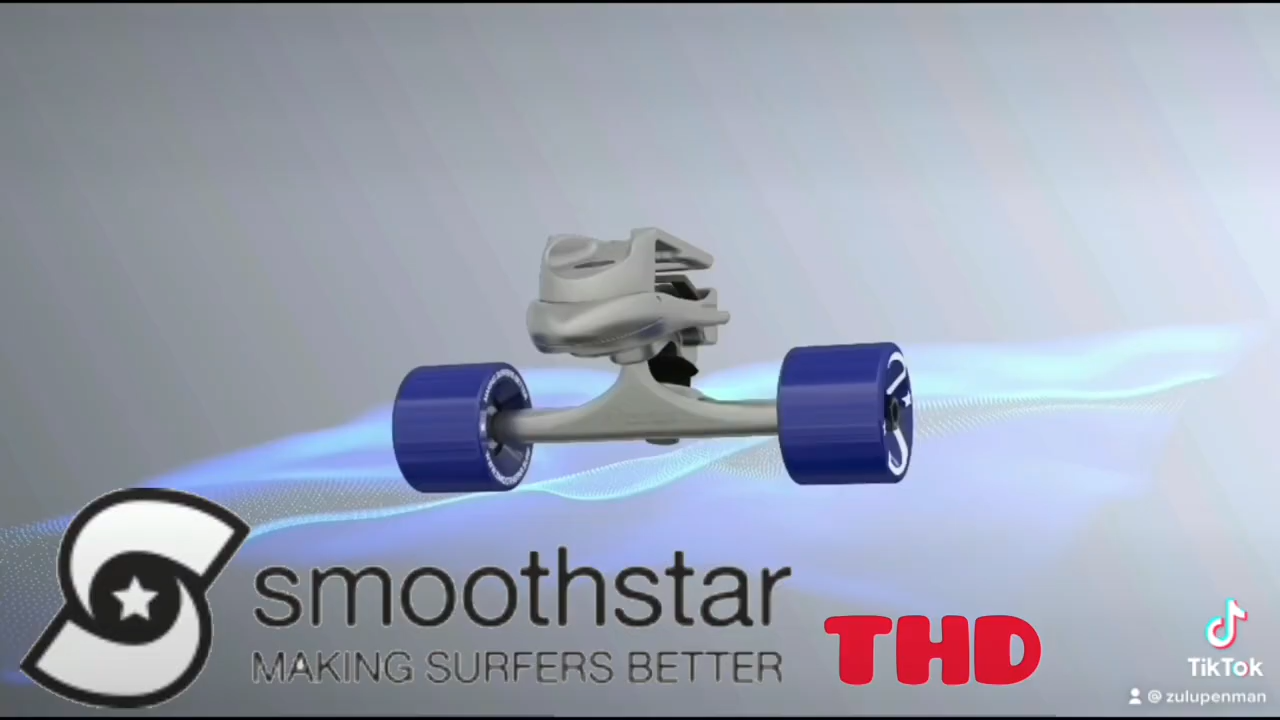 smoothstar
MAKING SURFERS BETTER
THD
TikTok
@ zulupenman